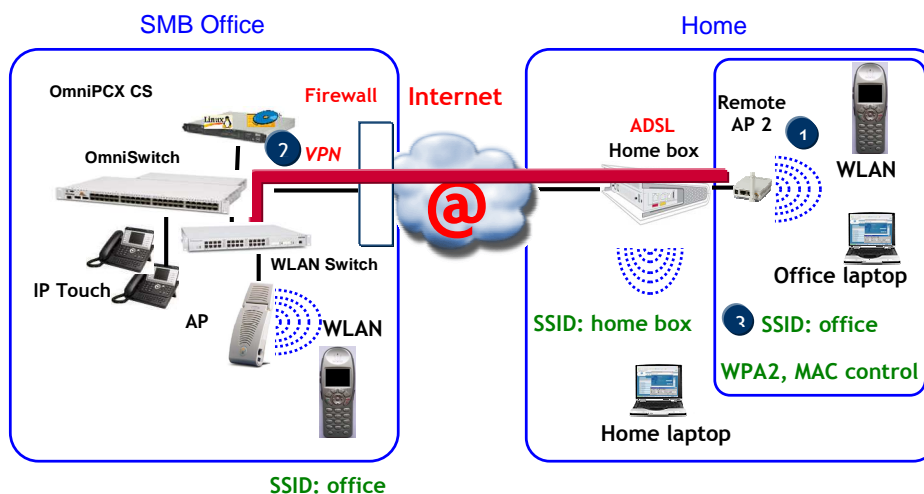 SMB Office
Home
OmniPCX CS
Firewall
Internet
Linux
2
VPN
ADSL
Home box
Remote
AP 2
1
WLAN
OmniSwitch
@
WLAN Switch
IP Touch
AP
WLAN
Office laptop
SSID: home box
3
SSID: office
WPA2, MAC control
Home laptop
SSID: office